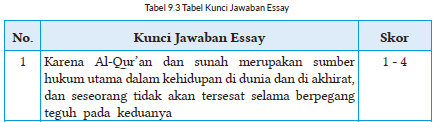 Tabel 9.3 Tabel Kunci Jawaban Essay
No. Kunci Jawaban Essay Skor
1 Karena Al-Qur'an dan sunah merupakan sumber 1 - 4
hukum utama dalam kehidupan di dunia dan di akhirat,
dan seseorang tidak akan tersesat selama berpegang
teguh pada keduanya